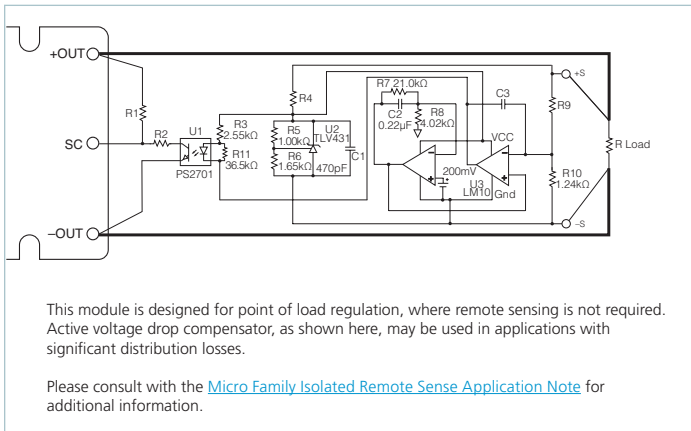 +OUT
SC
–OUT
R1
R2
U1
PS2701
R3
2.55kΩ
R11
36.5kΩ
R4
R5
1.00kΩ
R6
1.65kΩ
U2
TLV431
C1
470pF
R7 21.0kΩ
C2
0.22µF
R8
4.02kΩ
C3
VCC
200mV
U3
LM10
Gnd
+S
R9
R10
1.24kΩ
–S
R Load
This module is designed for point of load regulation, where remote sensing is not required.
Active voltage drop compensator, as shown here, may be used in applications with
significant distribution losses.
Please consult with the Micro Family Isolated Remote Sense Application Note for
additional information.